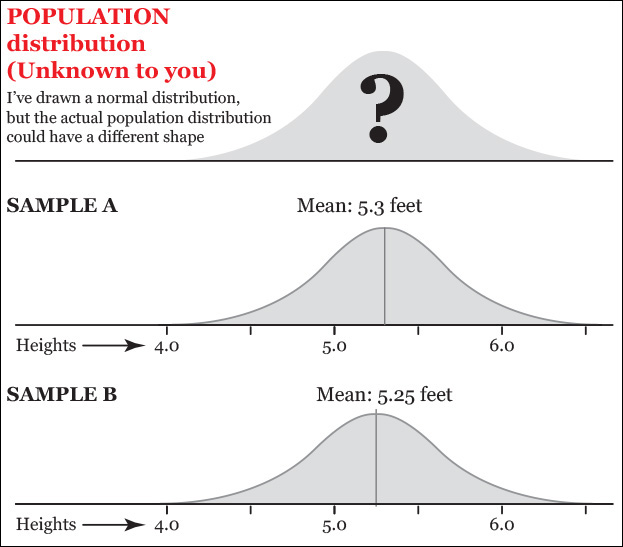 POPULATION
distribution
(Unknown to you)
I’ve drawn a normal distribution,
but the actual population distribution
could have a different shape
?
SAMPLE A
Mean: 5.3 feet
Heights 4.0 5.0 6.0
SAMPLE B
Mean: 5.25 feet
Heights 4.0 5.0 6.0